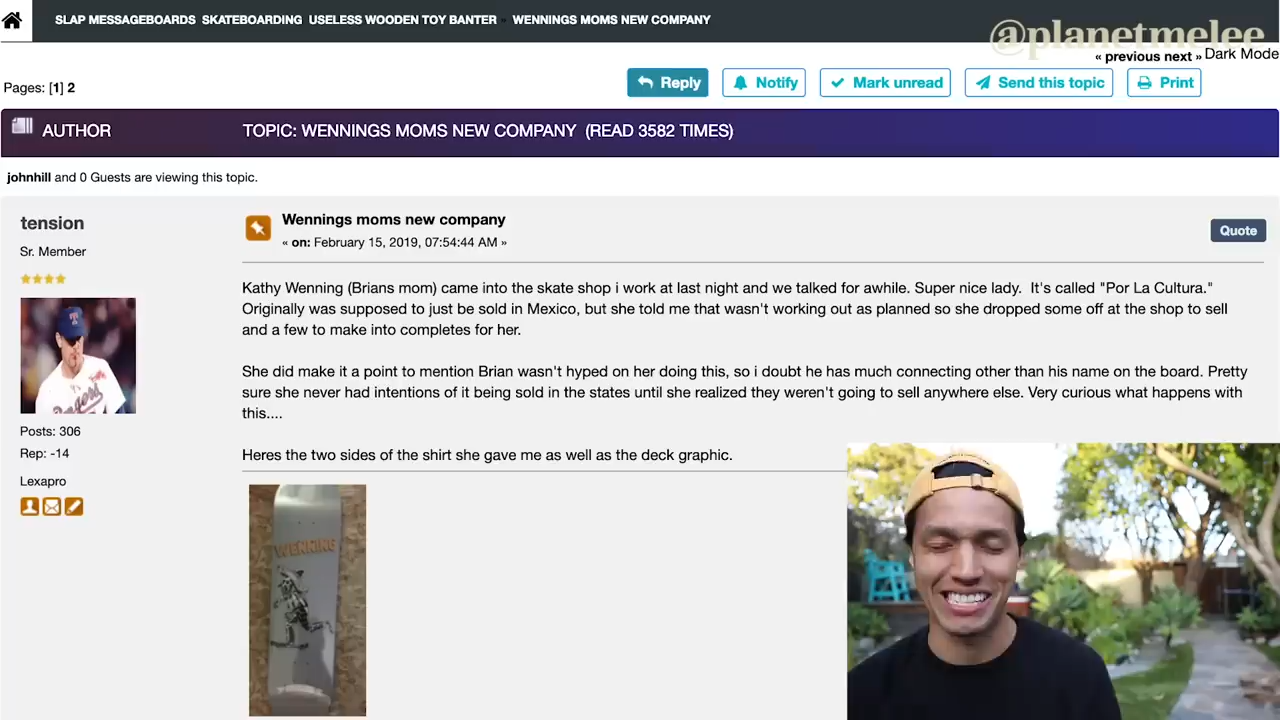 SLAP MESSAGEBOARDS SKATEBOARDING USELESS WOODEN TOY BANTER WENNINGS MOMS NEW COMPANY
@planetmelee
« previous next » Dark Mode
Pages: [1] 2
Reply Notify Mark unread Send this topic Print
AUTHOR TOPIC: WENNINGS MOMS NEW COMPANY (READ 3582 TIMES)
johnhill and 0 Guests are viewing this topic.
tension
Sr. Member
Wennings moms new company
« on: February 15, 2019, 07:54:44 AM »
Quote
Kathy Wenning (Brians mom) came into the skate shop i work at last night and we talked for awhile. Super nice lady. It's called "Por La Cultura."
Originally was supposed to just be sold in Mexico, but she told me that wasn't working out as planned so she dropped some off at the shop to sell
and a few to make into completes for her.
She did make it a point to mention Brian wasn't hyped on her doing this, so i doubt he has much connecting other than his name on the board. Pretty
sure she never had intentions of it being sold in the states until she realized they weren't going to sell anywhere else. Very curious what happens with
this....
Heres the two sides of the shirt she gave me as well as the deck graphic.
Posts: 306
Rep: -14
Lexapro
WENNING